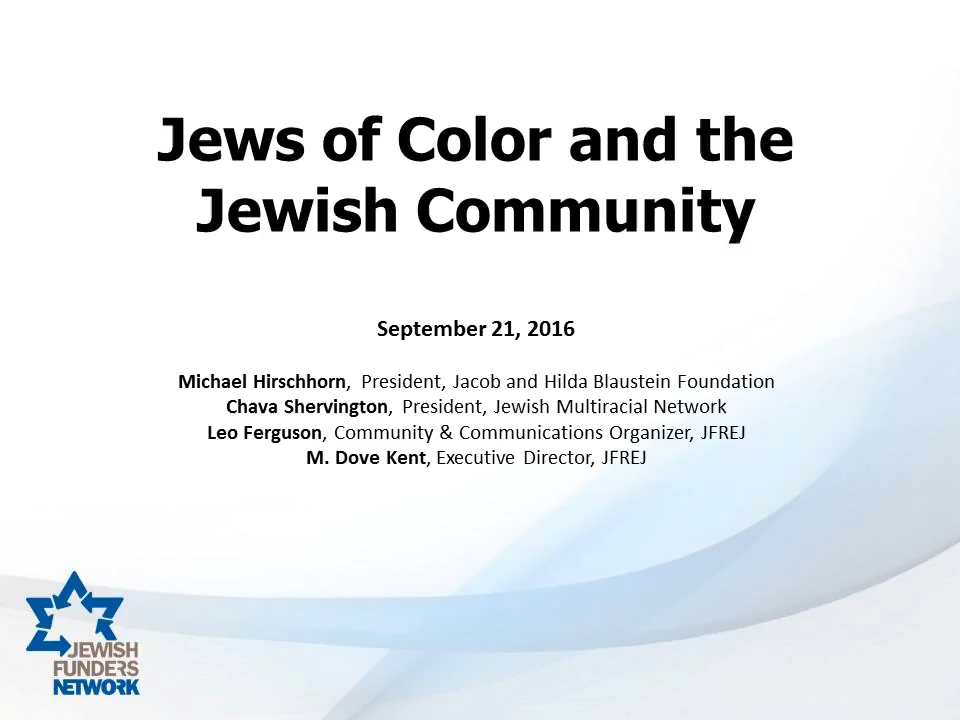 Jews of Color and the
Jewish Community
September 21, 2016
Michael Hirschhorn, President, Jacob and Hilda Blaustein Foundation
Chava Shervington, President, Jewish Multiracial Network
Leo Ferguson, Community & Communications Organizer, JFREJ
M. Dove Kent, Executive Director, JFREJ
JEWISH
FUNDERS
NETWORK